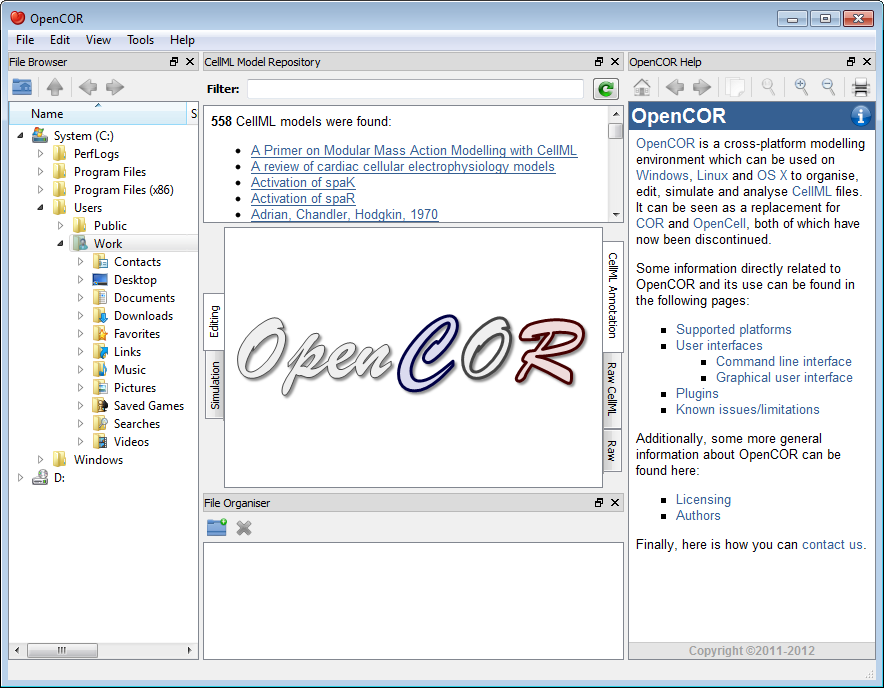 OpenCOR
File Edit View Tools Help
File Browser
Name S
System (C:)
PerfLogs
Program Files
Program Files (x86)
Users
Public
Work
Contacts
Desktop
Documents
Downloads
Favorites
Links
Music
Pictures
Saved Games
Searches
Videos
Windows
D:
CellML Model Repository
Filter:
558 CellML models were found:
A Primer on Modular Mass Action Modelling with CellML
A review of cardiac cellular electrophysiology models
Activation of spaK
Activation of spaR
Adrian, Chandler, Hodgkin, 1970
Editing
Simulation
OpenCOR
CellML Annotation
Raw CellML
Raw
File Organiser
OpenCOR Help
OpenCOR
OpenCOR is a cross-platform modelling
environment which can be used on
Windows, Linux and OS X to organise,
edit, simulate and analyse CellML files.
It can be seen as a replacement for
COR and OpenCell, both of which have
now been discontinued.
Some information directly related to
OpenCOR and its use can be found in
the following pages:
Supported platforms
User interfaces
Command line interface
Graphical user interface
Plugins
Known issues/limitations
Additionally, some more general
information about OpenCOR can be
found here:
Licensing
Authors
Finally, here is how you can contact us.
Copyright ©2011-2012